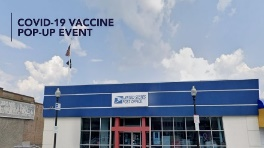 COVID-19 VACCINE
POP-UP EVENT
UNITED STATES
POST OFFICE